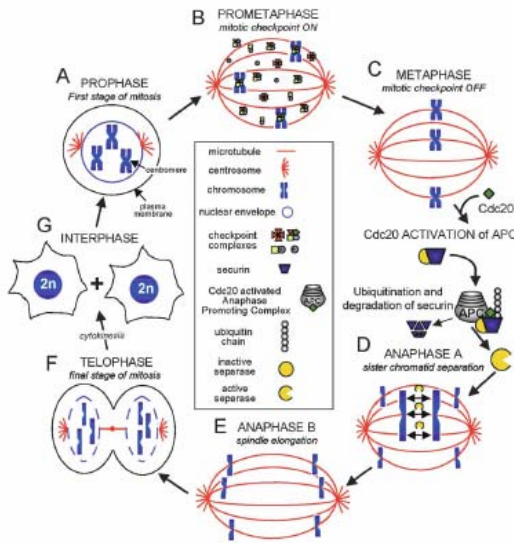 B PROMETAPHASE
mitotic checkpoint ON
A
PROPHASE
First stage of mitosis
centromere
plasma
membrane
C
METAPHASE
mitotic checkpoint OFF
Cdc20
Cdc20 ACTIVATION of APC
Ubiquitination and
degradation of securin
APC
D
ANAPHASE A
sister chromatid separation
E
ANAPHASE B
spindle elongation
F
TELOPHASE
final stage of mitosis
cytokinesis
G
INTERPHASE
2n
+
2n
microtubule
centrosome
chromosome
nuclear envelope
checkpoint
complexes
securin
Cdc20 activated
Anaphase
Promoting Complex
APC
ubiquitin
chain
inactive
separase
active
separase